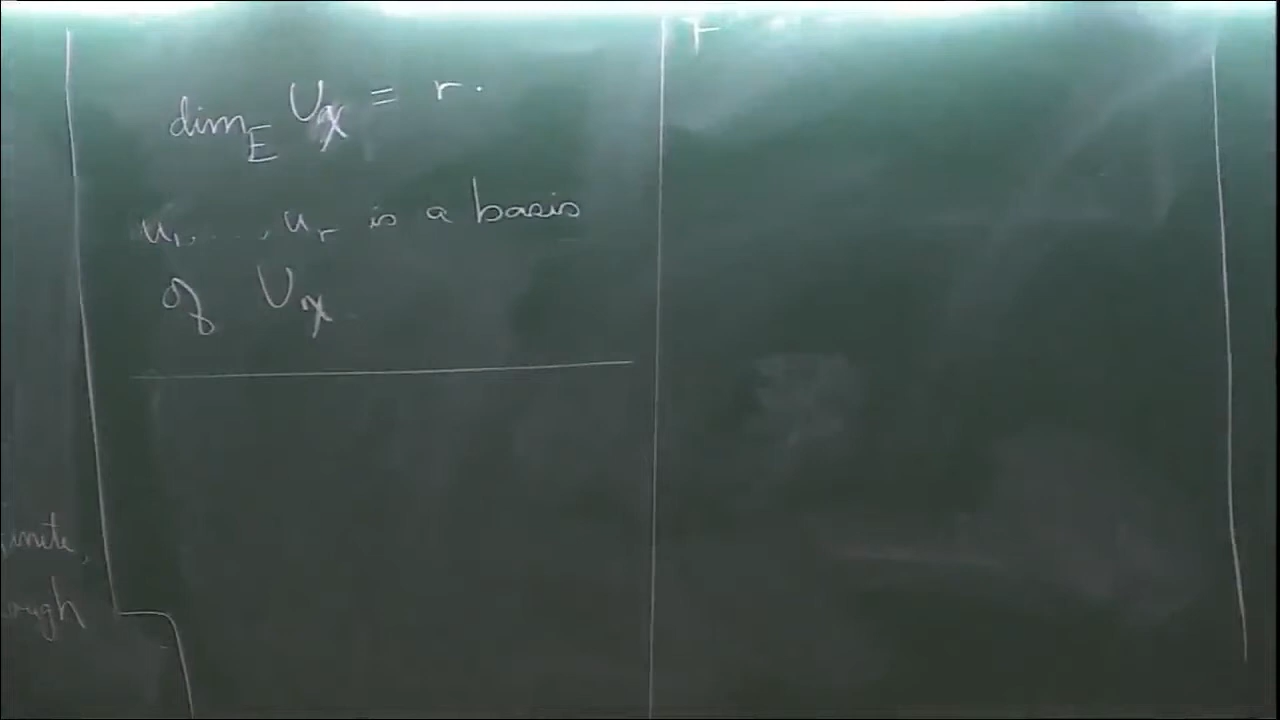 dim_E U_χ = r.
u_1, ..., u_r is a basis
of U_χ